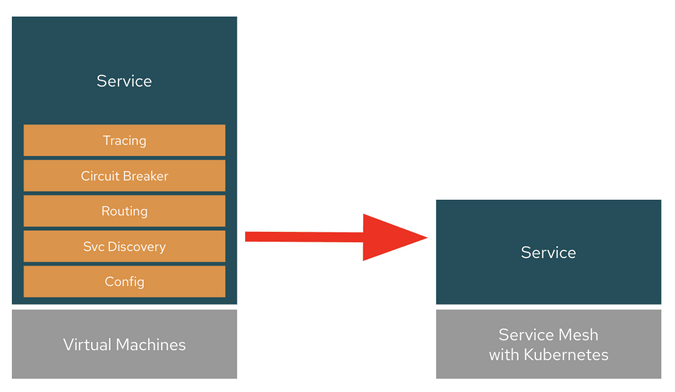 Service
Tracing
Circuit Breaker
Routing
Svc Discovery
Config
Virtual Machines
Service
Service Mesh
with Kubernetes